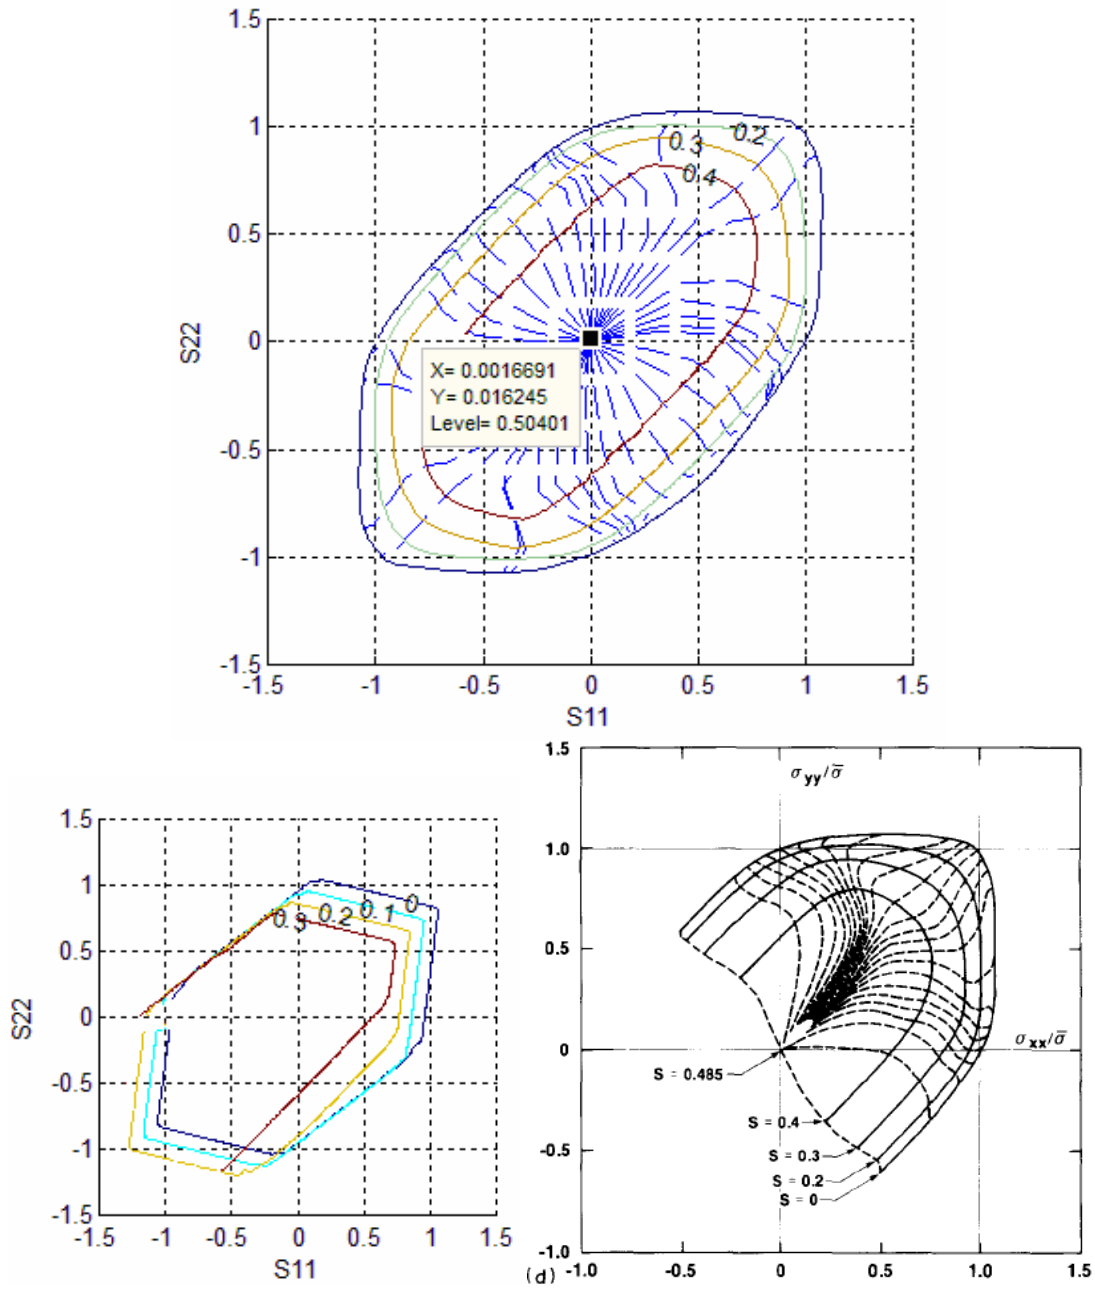 1.5
1
0.5
0
-0.5
-1
-1.5
S22
0.2
0.3
0.4
X= 0.0016691
Y= 0.016245
Level= 0.50401
-1.5 -1 -0.5 0 0.5 1 1.5
S11
1.5
1
0.5
0
-0.5
-1
-1.5
S22
0.3 0.2 0.1 0
-1.5 -1 -0.5 0 0.5 1 1.5
S11
1.5
1.0
0.5
0
-0.5
-1.0
σyy/σ̄
σxx/σ̄
S = 0.485
S = 0.4
S = 0.3
S = 0.2
S = 0
(d) -1.0 -0.5 0 0.5 1.0 1.5